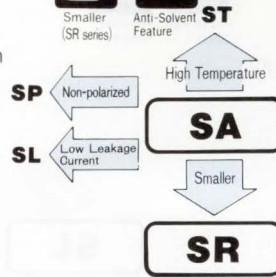 Smaller
(SR series)
Anti-Solvent
Feature
ST
High Temperature
SP
Non-polarized
SA
SL
Low Leakage
Current
Smaller
SR